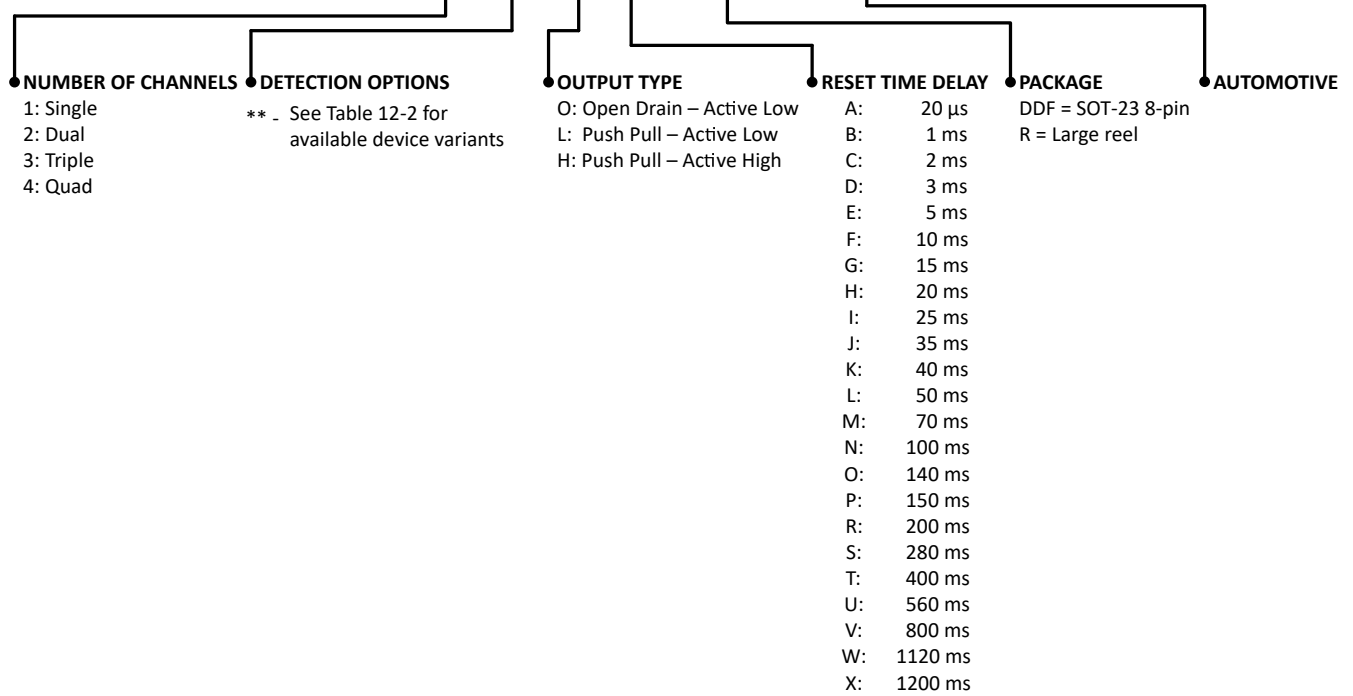 NUMBER OF CHANNELS
1: Single
2: Dual
3: Triple
4: Quad
DETECTION OPTIONS
** - See Table 12-2 for
available device variants
OUTPUT TYPE
O: Open Drain – Active Low
L: Push Pull – Active Low
H: Push Pull – Active High
RESET TIME DELAY
A: 20 µs
B: 1 ms
C: 2 ms
D: 3 ms
E: 5 ms
F: 10 ms
G: 15 ms
H: 20 ms
I: 25 ms
J: 35 ms
K: 40 ms
L: 50 ms
M: 70 ms
N: 100 ms
O: 140 ms
P: 150 ms
R: 200 ms
S: 280 ms
T: 400 ms
U: 560 ms
V: 800 ms
W: 1120 ms
X: 1200 ms
PACKAGE
DDF = SOT-23 8-pin
R = Large reel
AUTOMOTIVE